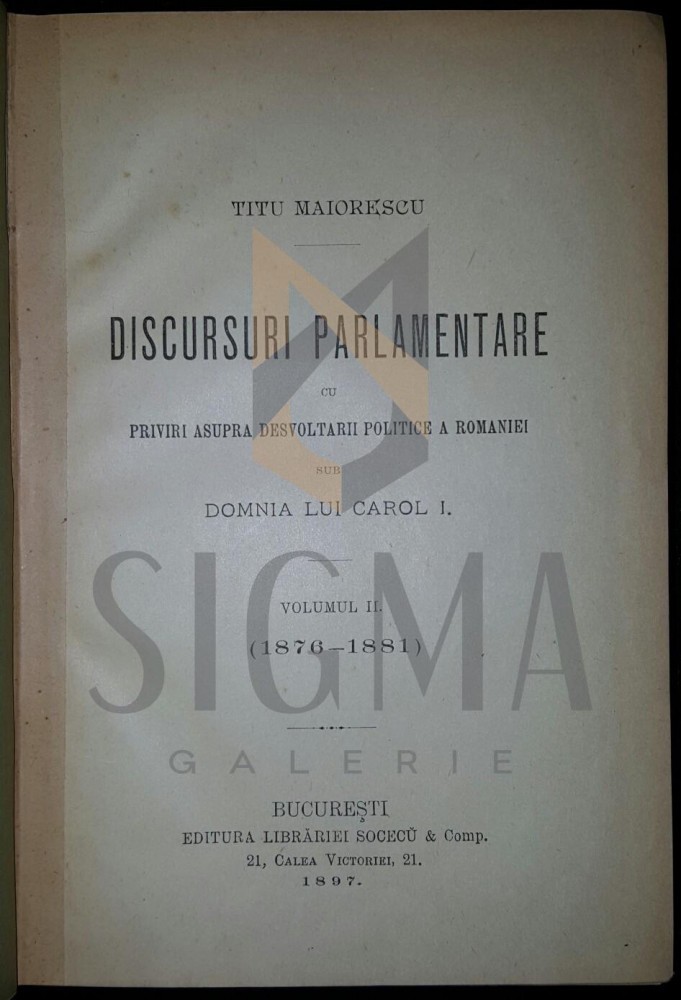 TITU MAIORESCU
DISCURSURI PARLAMENTARE
CU
PRIVIRI ASUPRA DESVOLTARII POLITICE A ROMANIEI
SUB
DOMNIA LUI CAROL I.
VOLUMUL II.
(1876–1881)
SIGMA
GALERIE
BUCUREȘTI
EDITURA LIBRĂRIEI SOCECŬ & Comp.
21, CALEA VICTORIEI, 21.
1897.